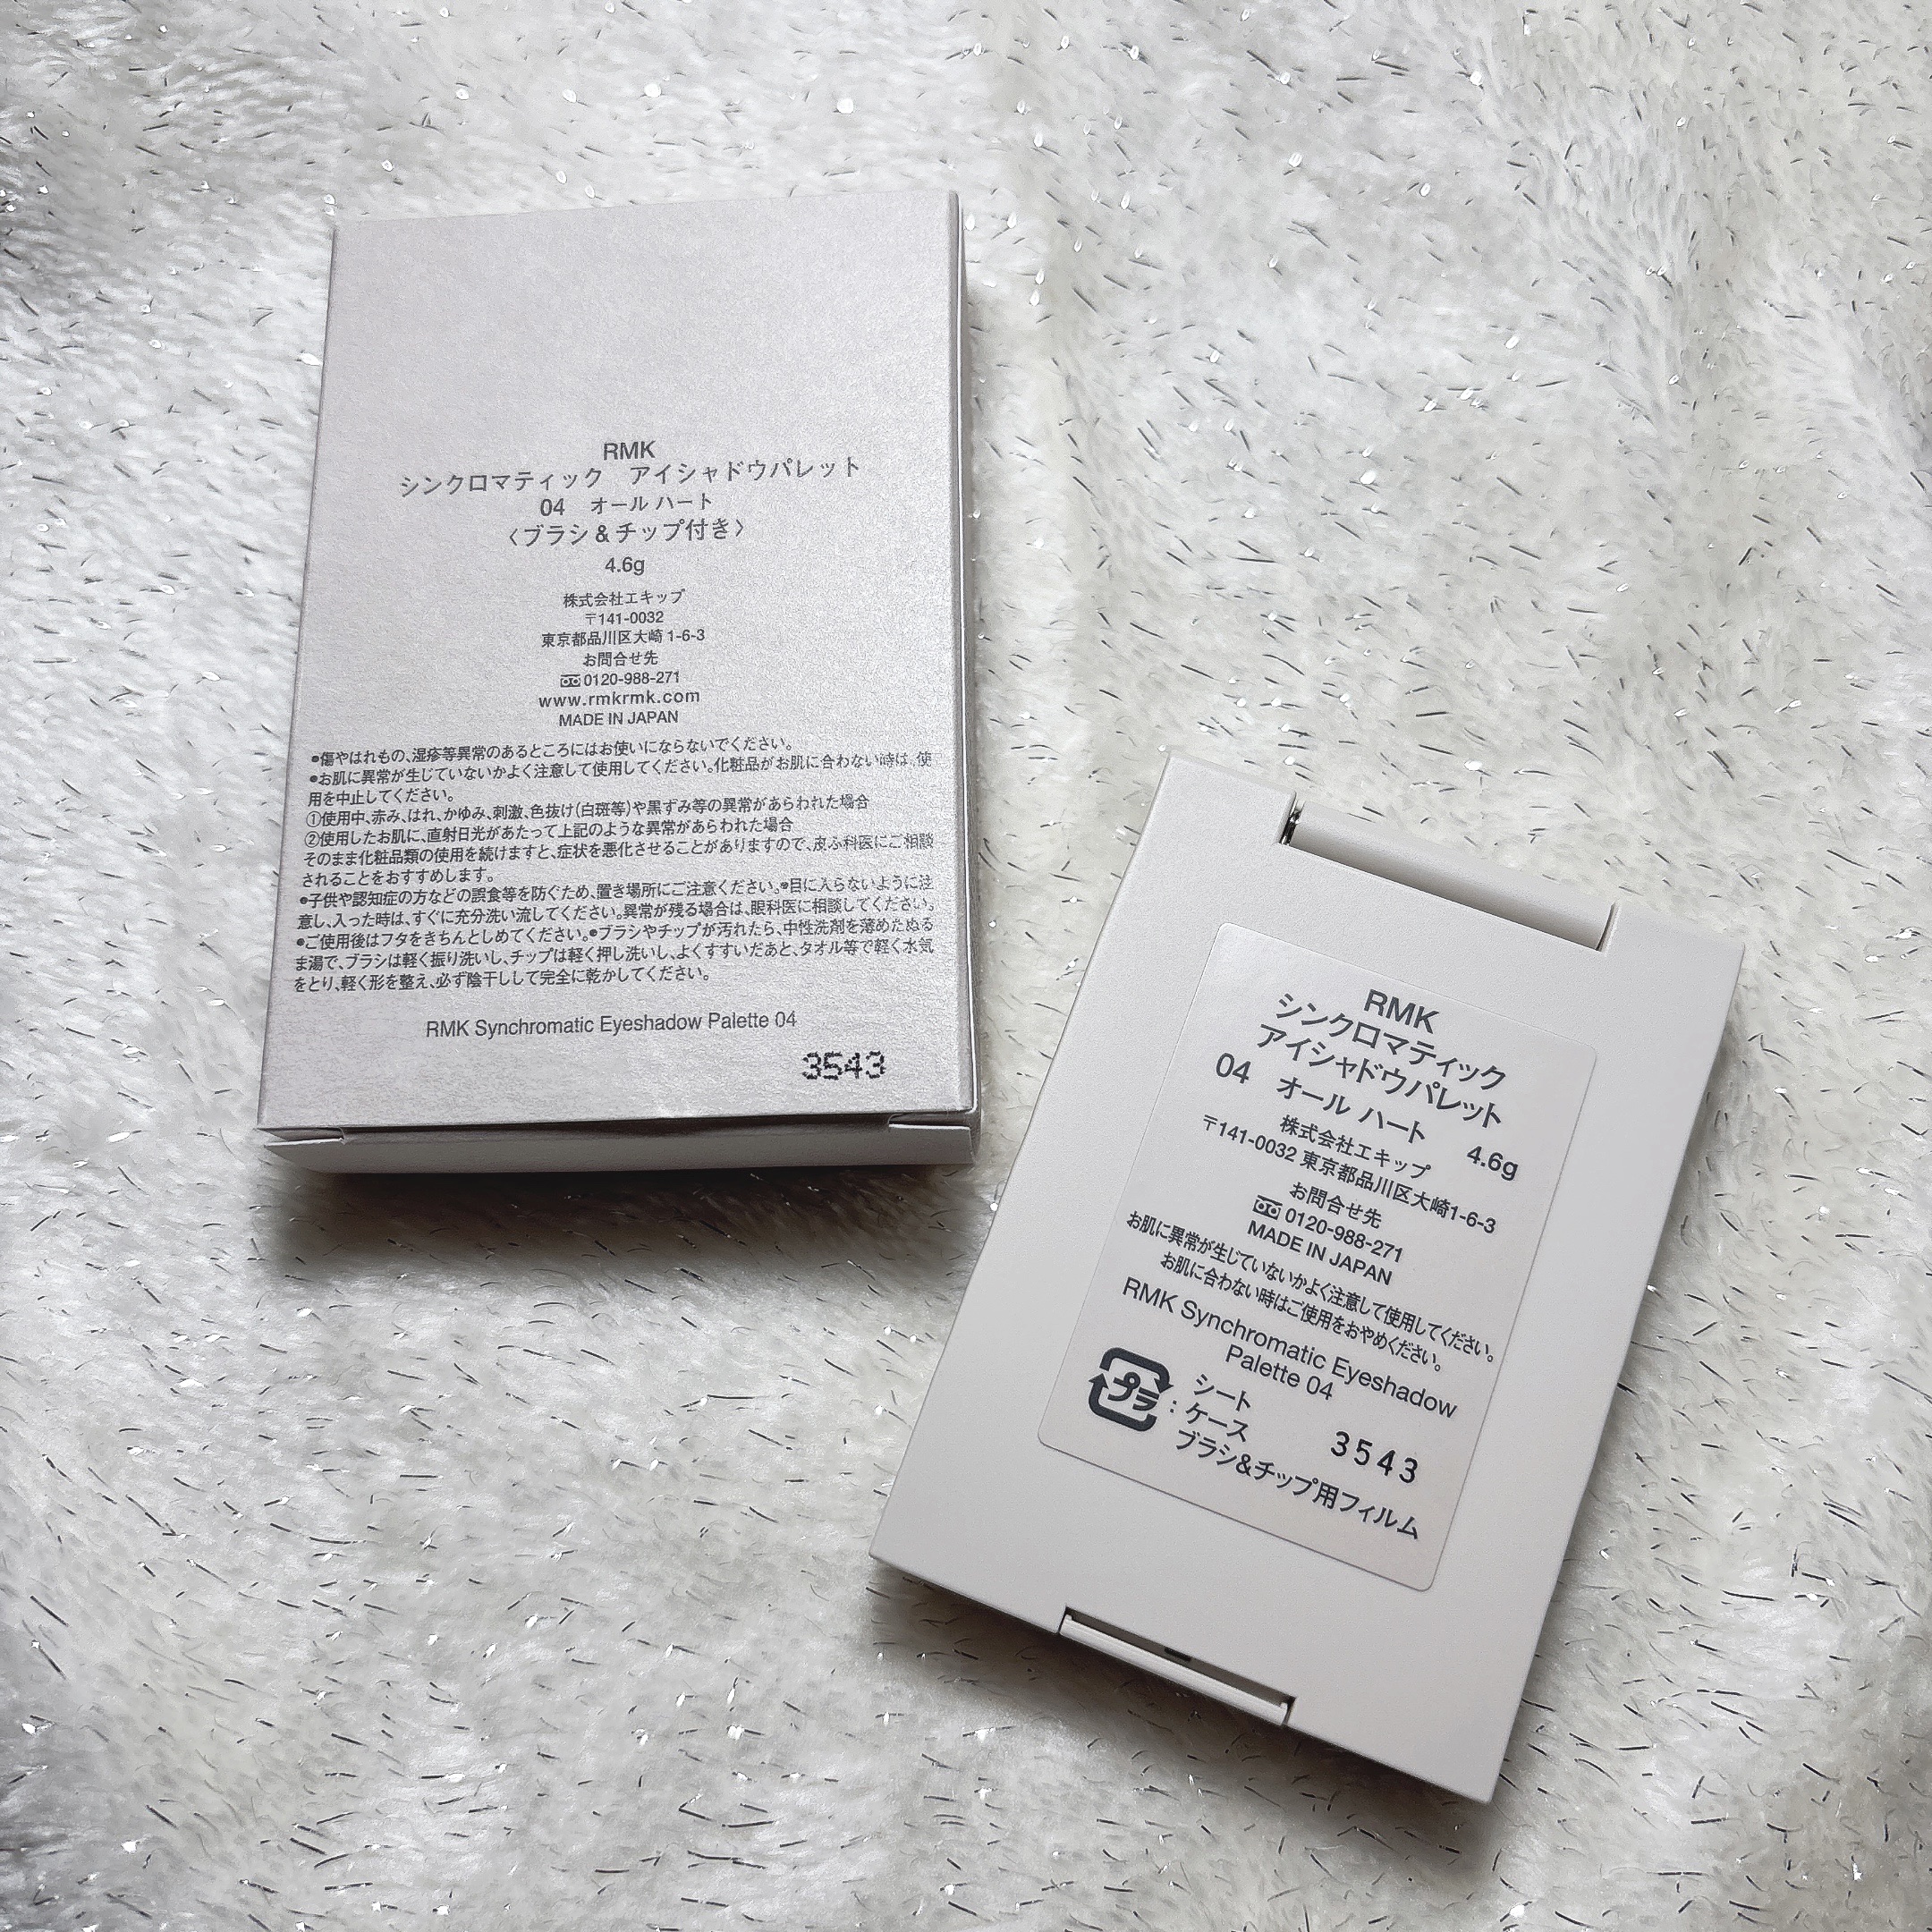 RMK
シンクロマティック　アイシャドウパレット
04　オール ハート
〈ブラシ＆チップ付き〉
4.6g
株式会社エキップ
〒141-0032
東京都品川区大崎1-6-3
お問合せ先
0120-988-271
www.rmkrmk.com
MADE IN JAPAN
●傷やはれもの、湿疹等異常のあるところにはお使いにならないでください。
●お肌に異常が生じていないかよく注意して使用してください。化粧品がお肌に合わない時は、使
用を中止してください。
①使用中、赤み、はれ、かゆみ、刺激、色抜け(白斑等)や黒ずみ等の異常があらわれた場合
②使用したお肌に、直射日光があたって上記のような異常があらわれた場合
そのまま化粧品類の使用を続けますと、症状を悪化させることがありますので、皮ふ科医にご相談
されることをおすすめします。
●子供や認知症の方などの誤食等を防ぐため、置き場所にご注意ください。●目に入らないように注
意し、入った時は、すぐに充分洗い流してください。異常が残る場合は、眼科医に相談してください。
●ご使用後はフタをきちんとしめてください。●ブラシやチップが汚れたら、中性洗剤を薄めたぬる
ま湯で、ブラシは軽く振り洗いし、チップは軽く押し洗いし、よくすすいだあと、タオル等で軽く水気
をとり、軽く形を整え、必ず陰干しして完全に乾かしてください。
RMK Synchromatic Eyeshadow Palette 04
3543
RMK
シンクロマティック
アイシャドウパレット
04　オール ハート
4.6g
株式会社エキップ
〒141-0032 東京都品川区大崎1-6-3
お問合せ先
0120-988-271
MADE IN JAPAN
お肌に異常が生じていないかよく注意して使用してください。
お肌に合わない時はご使用をおやめください。
RMK Synchromatic Eyeshadow
Palette 04
プラ : シート
ケース
ブラシ&チップ用フィルム
3543